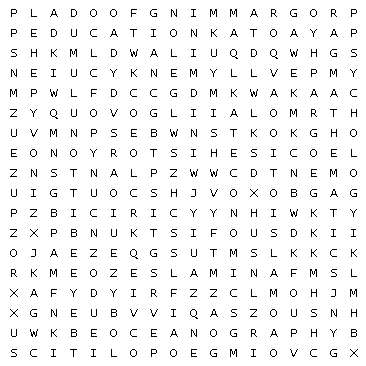 P L A D O O F G N I M M A R G O R P
P E D U C A T I O N K A T O A Y A P
S H K M L D W A L I U Q D Q W H G S
N E I U C Y K N E M Y L L V E P M Y
M P W L F D C C G D M K W A K A A C
Z Y Q U O V O G L I I A L O M R T H
U V M N P S E B W N S T K O K G H O
E O N O Y R O T S I H E S I C O E L
Z N S T N A L P Z W W C D T N E M O
U I G T U O C S H J V O X O B G A G
P Z B I C I R I C Y Y N H I W K T Y
Z X P B N U K T S I F O U S D K I I
O J A E Z E Q G S U T M S L K K C K
R K M E O Z E S L A M I N A F M S L
X A F Y D Y I R F Z Z C L M O H J M
X G N E U B V V I Q A S Z O U S N H
U W K B E O C E A N O G R A P H Y B
S C I T I L O P O E G M I O V C G X